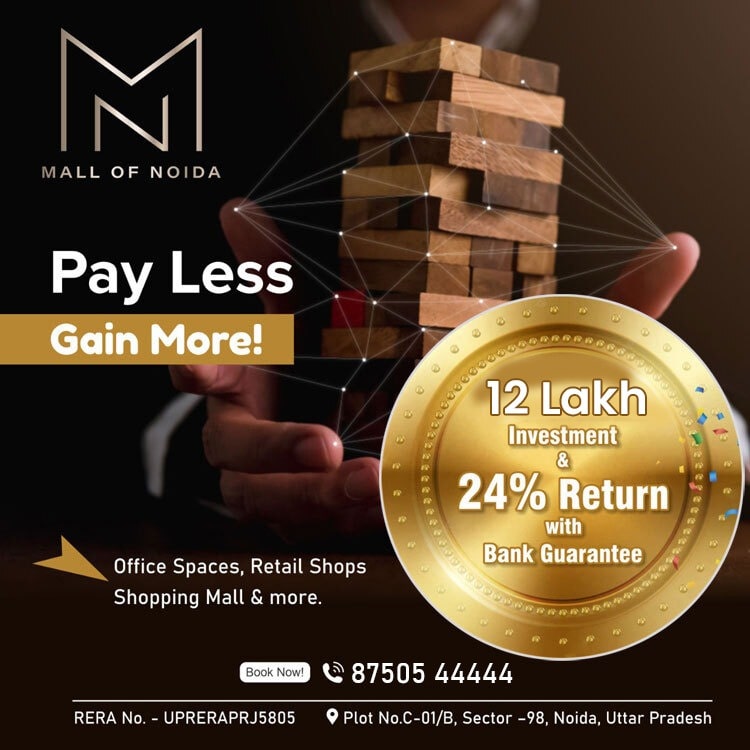 MN
MALL OF NOIDA
Pay Less
Gain More!
12 Lakh
Investment
&
24% Return
with
Bank Guarantee
Office Spaces, Retail Shops
Shopping Mall & more.
Book Now! 87505 44444
RERA No. - UPRERAPRJ5805 Plot No.C-01/B, Sector -98, Noida, Uttar Pradesh